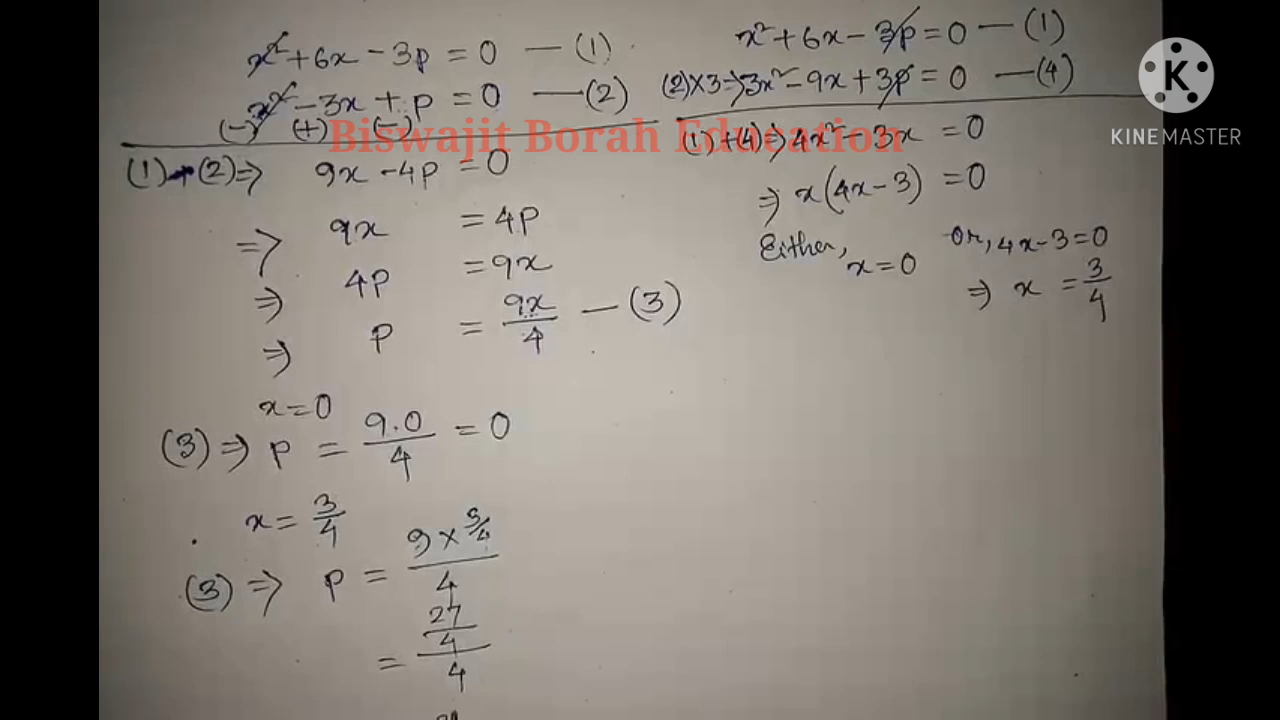 x² + 6x - 3p = 0 — (1)
x² - 3x + p = 0 — (2)
(-) (+) (-)
(1) - (2) ⇒ 9x - 4p = 0
⇒ 9x = 4p
⇒ 4p = 9x
⇒ p = 9x/4 — (3)
x = 0
(3) ⇒ p = 9.0/4 = 0
x = 3/4
(3) ⇒ p = 9 × 3/4 / 4
= 27/4 / 4
x² + 6x - 3p = 0 — (1)
(2)×3 ⇒ 3x² - 9x + 3p = 0 — (4)
(1) + (4) ⇒ 4x² - 3x = 0
⇒ x(4x - 3) = 0
Either, x = 0 or, 4x - 3 = 0
⇒ x = 3/4
Biswajit Borah Education
K
KINEMASTER